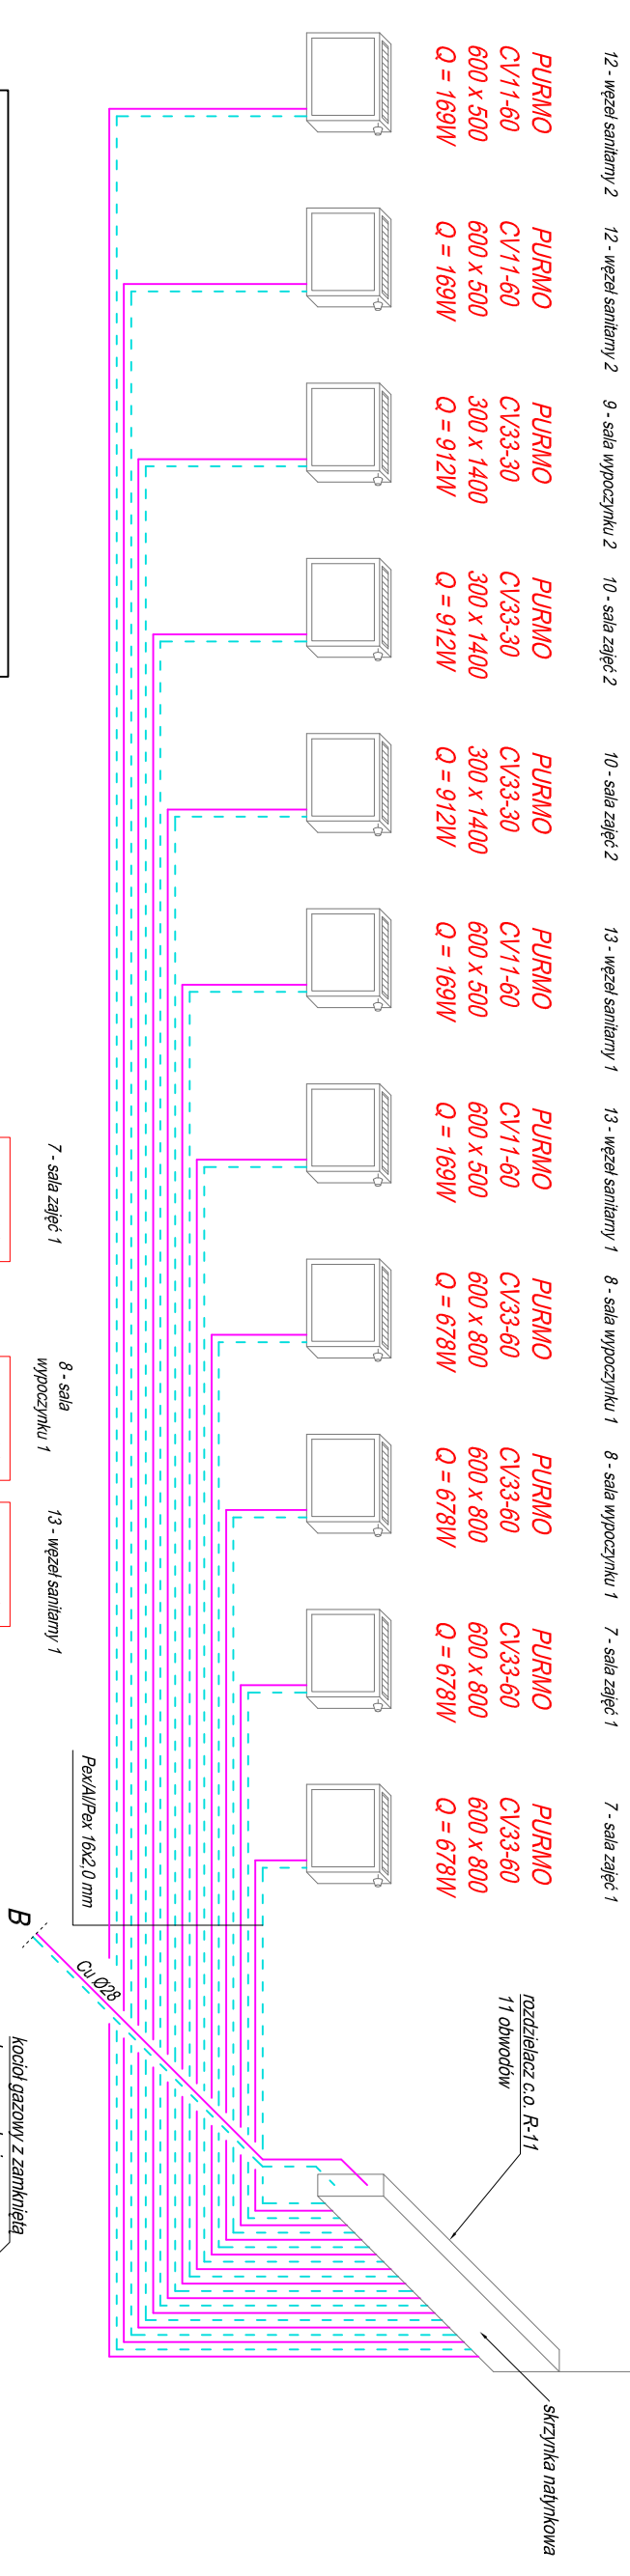 12 - węzeł sanitarny 2
PURMO
CV11-60
600 x 500
Q = 169W
12 - węzeł sanitarny 2
PURMO
CV11-60
600 x 500
Q = 169W
9 - sala wypoczynku 2
PURMO
CV33-30
300 x 1400
Q = 912W
10 - sala zajęć 2
PURMO
CV33-30
300 x 1400
Q = 912W
10 - sala zajęć 2
PURMO
CV33-30
300 x 1400
Q = 912W
13 - węzeł sanitarny 1
PURMO
CV11-60
600 x 500
Q = 169W
13 - węzeł sanitarny 1
PURMO
CV11-60
600 x 500
Q = 169W
8 - sala wypoczynku 1
PURMO
CV33-60
600 x 800
Q = 678W
8 - sala wypoczynku 1
PURMO
CV33-60
600 x 800
Q = 678W
7 - sala zajęć 1
PURMO
CV33-60
600 x 800
Q = 678W
7 - sala zajęć 1
PURMO
CV33-60
600 x 800
Q = 678W
rozdzielacz c.o. R-11
11 obwodów
skrzynka natynkowa
Pex/Al/Pex 16x2,0 mm
Cu Ø28
B
7 - sala zajęć 1
8 - sala
wypoczynku 1
13 - węzeł sanitarny 1
kocioł gazowy z zamkniętą